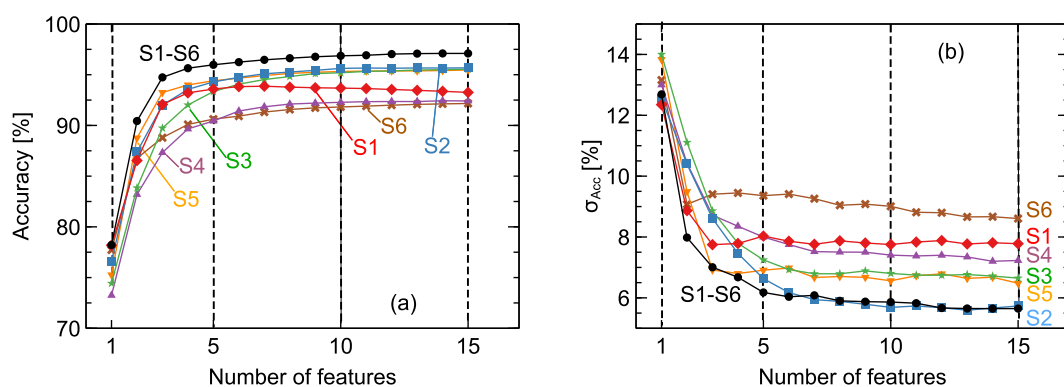 100
90
80
70
Accuracy [%]
S1-S6
S6
S1
S2
S3
S4
S5
(a)
1
5
10
15
Number of features
14
12
10
8
6
σAcc [%]
(b)
S6
S1
S4
S3
S5
S2
S1-S6
1
5
10
15
Number of features